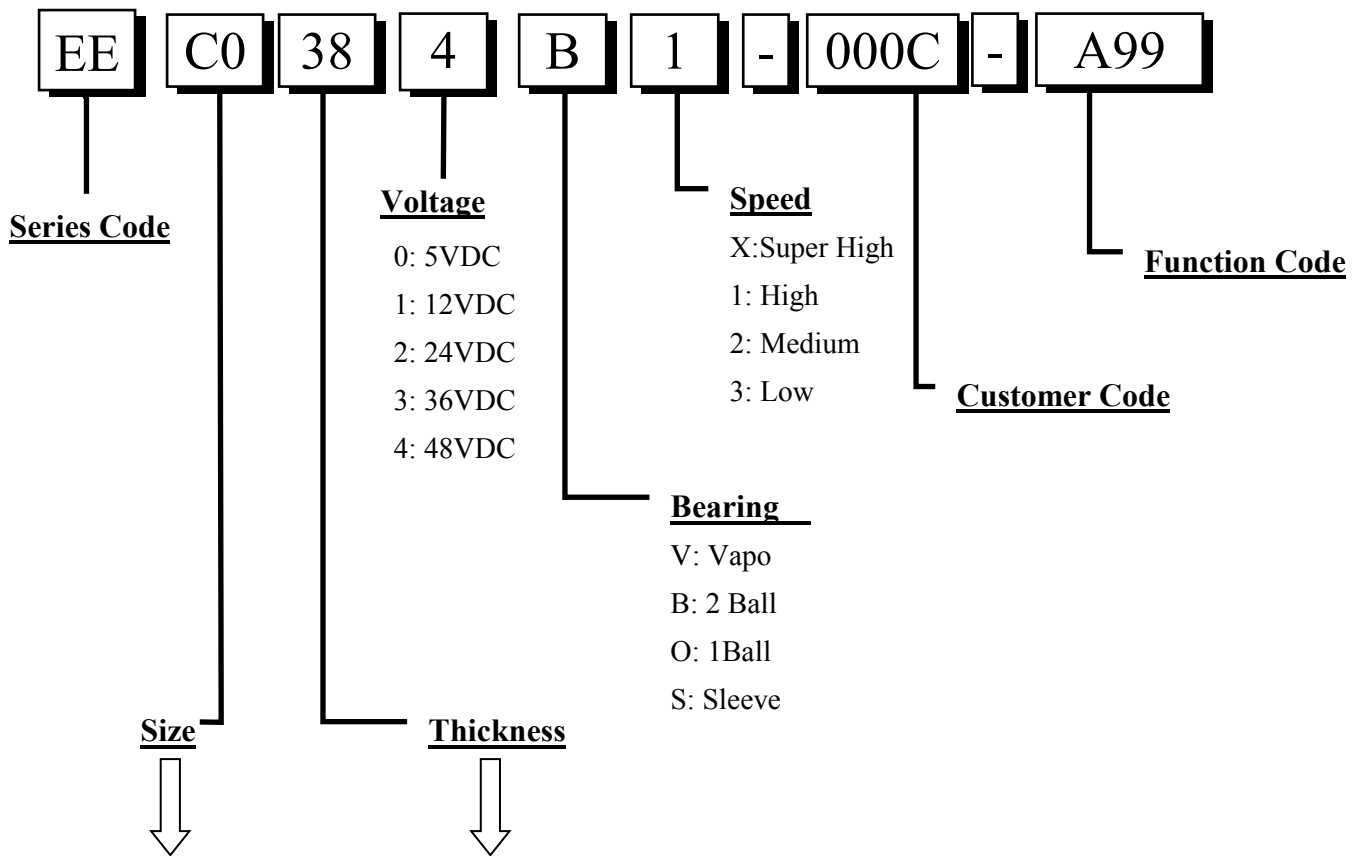 EE C0 38 4 B 1 - 000C - A99
Series Code
Voltage
0: 5VDC
1: 12VDC
2: 24VDC
3: 36VDC
4: 48VDC
Speed
X:Super High
1: High
2: Medium
3: Low
Function Code
Customer Code
Bearing
V: Vapo
B: 2 Ball
O: 1Ball
S: Sleeve
Size
Thickness